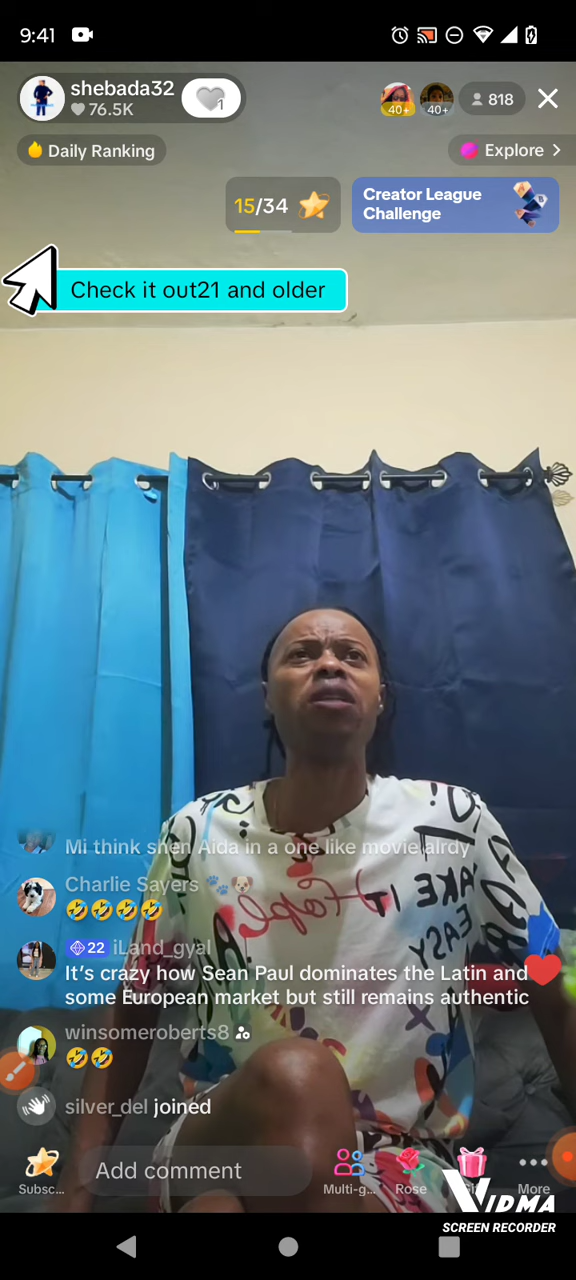 9:41
shebada32
76.5K
1
40+
40+
818
Daily Ranking
Explore
15/34
Creator League
Challenge
Check it out21 and older
Mi think shen Aida in a one like movie alrdy
Charlie Sayers 🐾🐶
🤣🤣🤣🤣
22 iLand_gyal
It's crazy how Sean Paul dominates the Latin and
some European market but still remains authentic
winsomeroberts8
🤣🤣
silver_del joined
Add comment
Subsc...
Multi-g...
Rose
More
VIDMA
SCREEN RECORDER